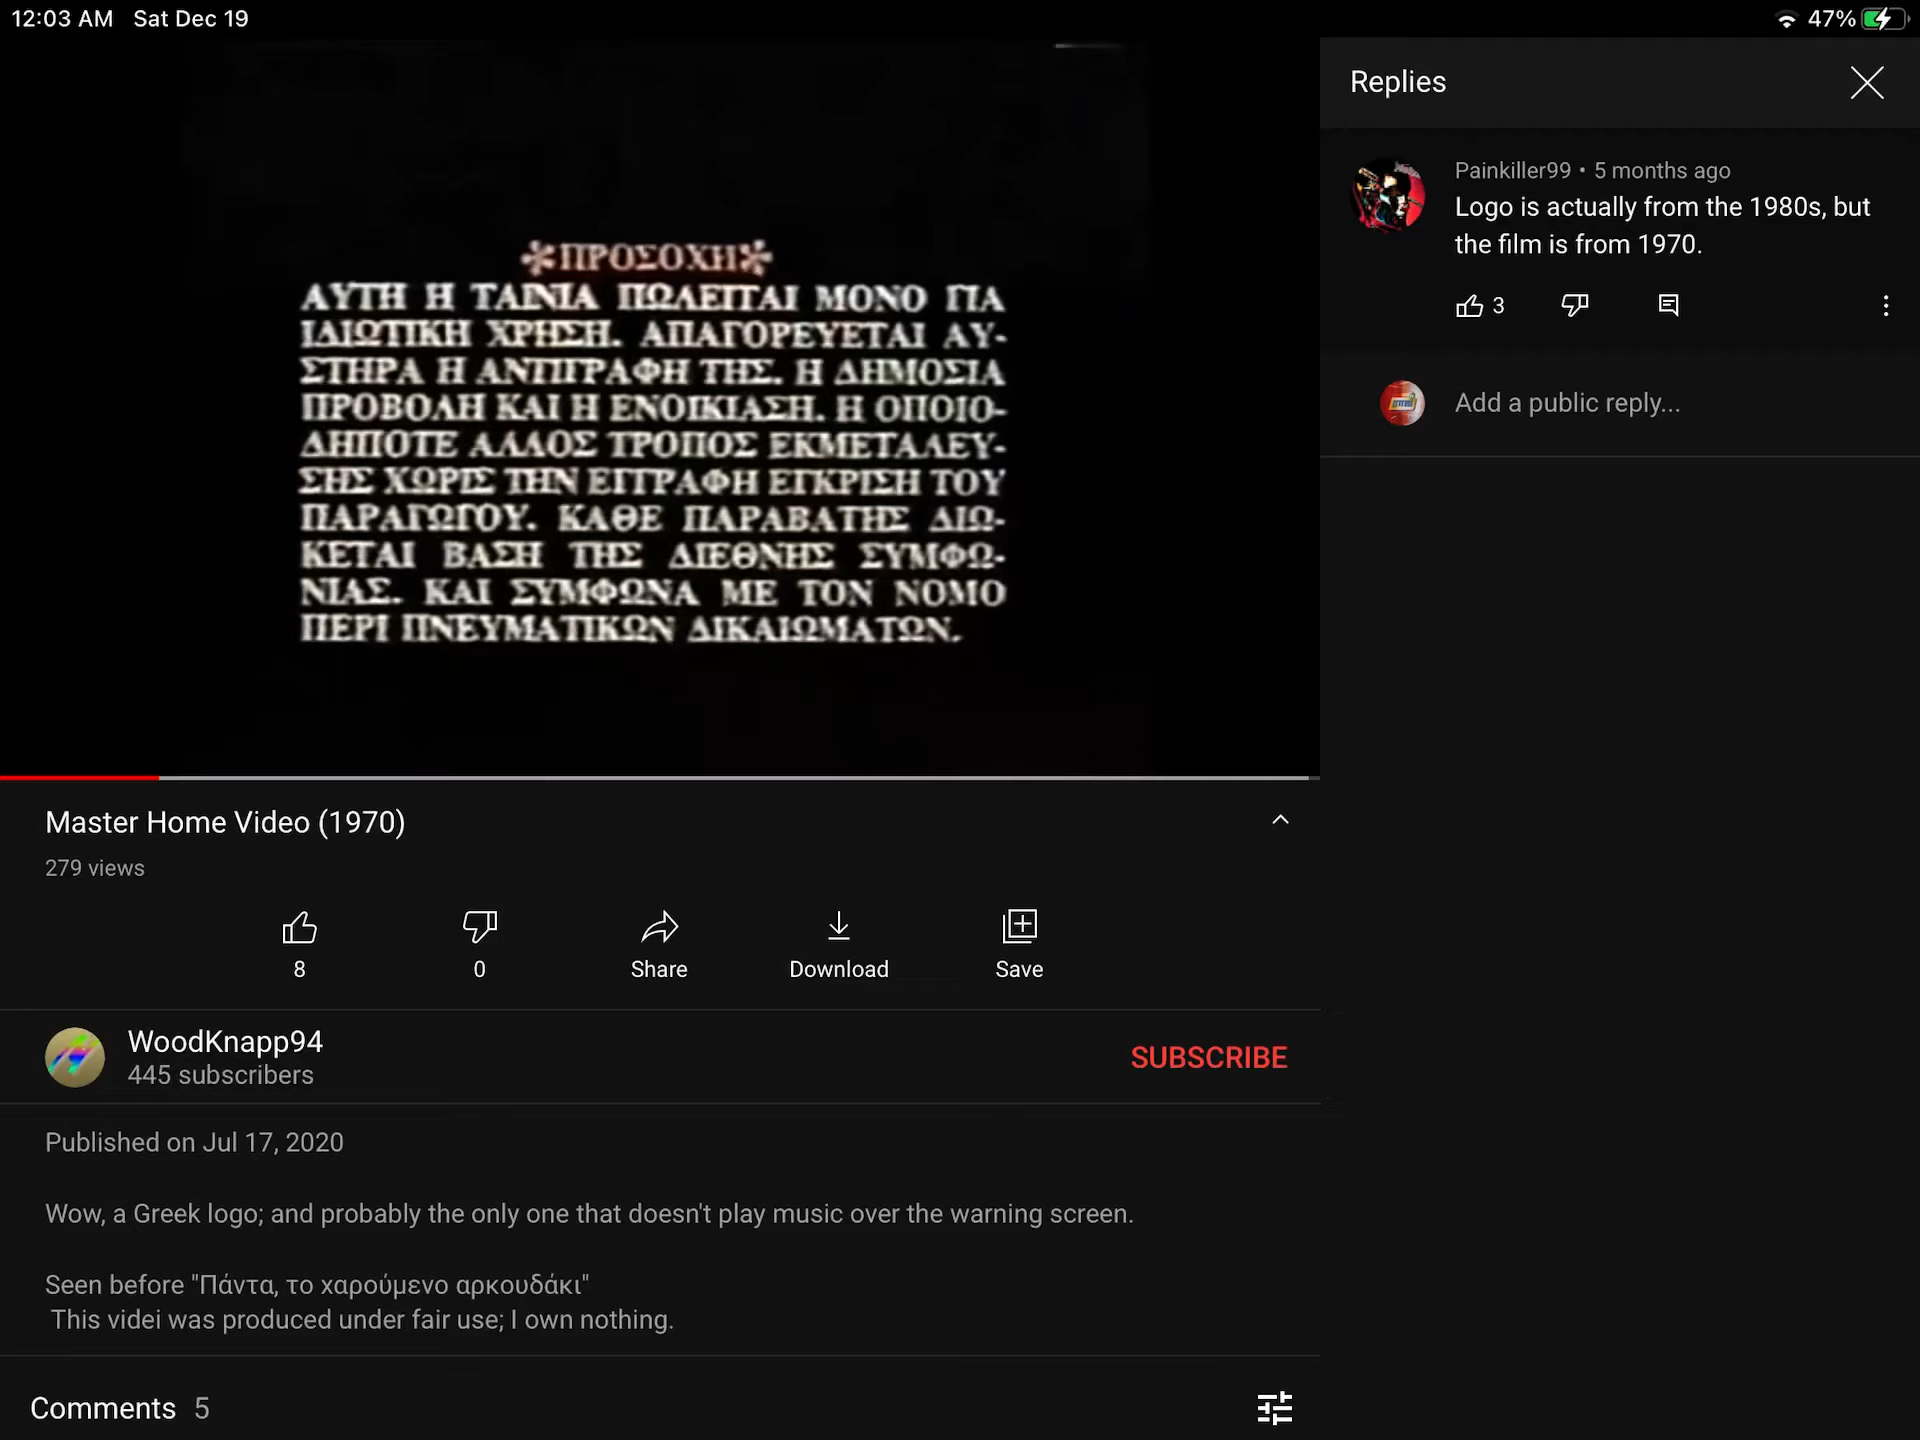 12:03 AM Sat Dec 19
47%
*ΠΡΟΣΟΧΗ*
ΑΥΤΗ Η ΤΑΙΝΙΑ ΠΩΛΕΙΤΑΙ ΜΟΝΟ ΓΙΑ
ΙΔΙΩΤΙΚΗ ΧΡΗΣΗ. ΑΠΑΓΟΡΕΥΕΤΑΙ ΑΥ-
ΣΤΗΡΑ Η ΑΝΤΙΓΡΑΦΗ ΤΗΣ. Η ΔΗΜΟΣΙΑ
ΠΡΟΒΟΛΗ ΚΑΙ Η ΕΝΟΙΚΙΑΣΗ. Η ΟΠΟΙΟ-
ΔΗΠΟΤΕ ΑΛΛΟΣ ΤΡΟΠΟΣ ΕΚΜΕΤΑΛΕΥ-
ΣΗΣ ΧΩΡΙΣ ΤΗΝ ΕΓΓΡΑΦΗ ΕΓΚΡΙΣΗ ΤΟΥ
ΠΑΡΑΓΩΓΟΥ. ΚΑΘΕ ΠΑΡΑΒΑΤΗΣ ΔΙΩ-
ΚΕΤΑΙ ΒΑΣΗ ΤΗΣ ΔΙΕΘΝΗΣ ΣΥΜΦΩ-
ΝΙΑΣ. ΚΑΙ ΣΥΜΦΩΝΑ ΜΕ ΤΟΝ ΝΟΜΟ
ΠΕΡΙ ΠΝΕΥΜΑΤΙΚΩΝ ΔΙΚΑΙΩΜΑΤΩΝ.
Master Home Video (1970)
279 views
8
0
Share
Download
Save
WoodKnapp94
445 subscribers
SUBSCRIBE
Published on Jul 17, 2020
Wow, a Greek logo; and probably the only one that doesn't play music over the warning screen.
Seen before "Πάντα, το χαρούμενο αρκουδάκι"
This videi was produced under fair use; I own nothing.
Comments 5
Replies
Painkiller99 • 5 months ago
Logo is actually from the 1980s, but
the film is from 1970.
3
Add a public reply...